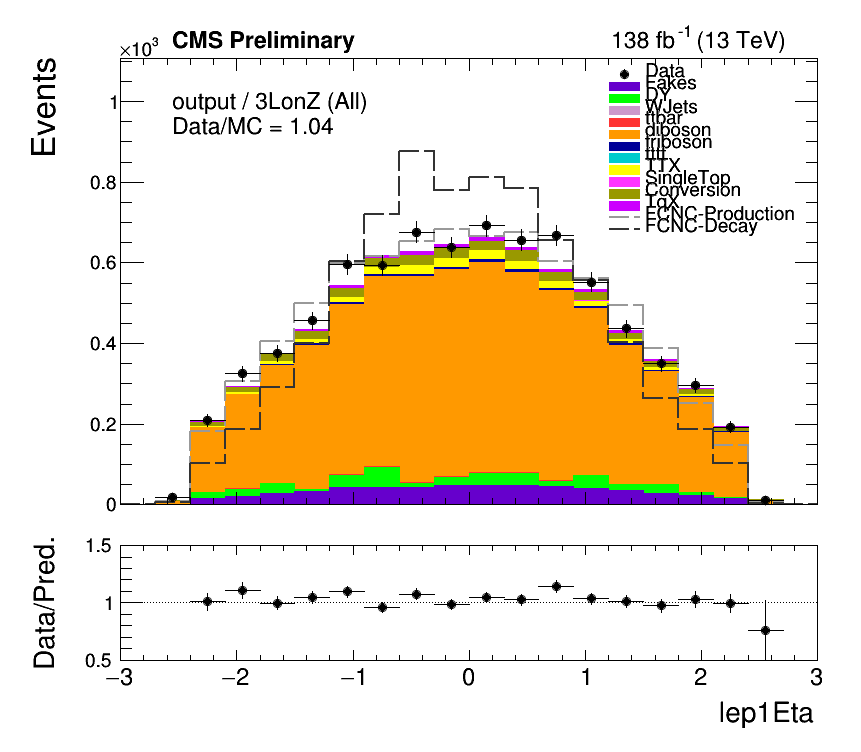 ×10³ CMS Preliminary 138 fb⁻¹ (13 TeV)
Events
output / 3LonZ (All)
Data/MC = 1.04
Data
Fakes
DY
WJets
ttbar
diboson
triboson
tttt
TTX
SingleTop
Conversion
TqX
FCNC-Production
FCNC-Decay
1
0.8
0.6
0.4
0.2
0
Data/Pred.
1.5
1
0.5
−3 −2 −1 0 1 2 3
lep1Eta